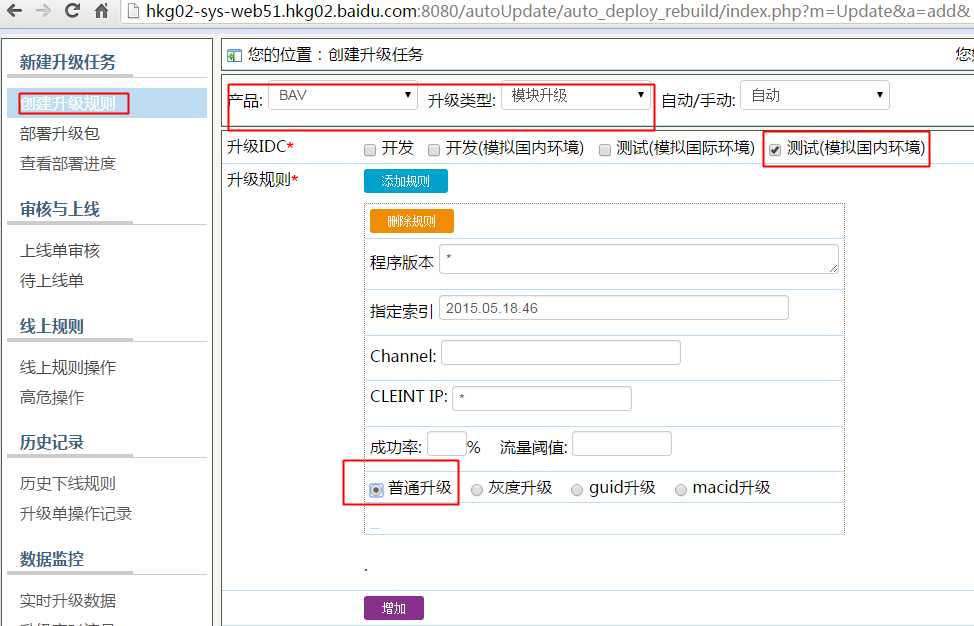 hkg02-sys-web51.hkg02.baidu.com:8080/autoUpdate/auto_deploy_rebuild/index.php?m=Update&a=add&
新建升级任务
创建升级规则
部署升级包
查看部署进度
审核与上线
上线单审核
待上线单
线上规则
线上规则操作
高危操作
历史记录
历史下线规则
升级单操作记录
数据监控
实时升级数据
您的位置：创建升级任务
产品: BAV 升级类型: 模块升级 自动/手动: 自动
升级IDC* 开发 开发(模拟国内环境) 测试(模拟国际环境) 测试(模拟国内环境)
升级规则* 添加规则
删除规则
程序版本 *
指定索引 2015.05.18.46
Channel:
CLEINT IP: *
成功率: % 流量阈值:
普通升级 灰度升级 guid升级 macid升级
.
增加